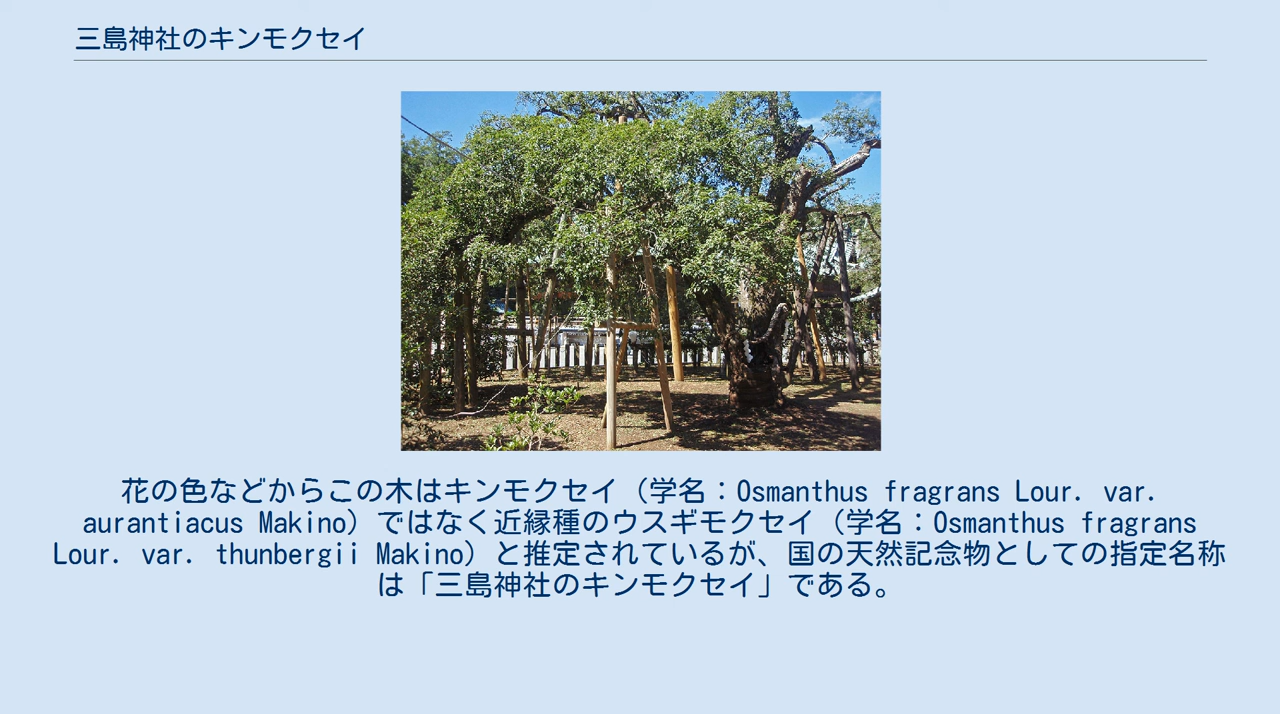 三島神社のキンモクセイ
花の色などからこの木はキンモクセイ（学名：Osmanthus fragrans Lour. var.
aurantiacus Makino）ではなく近縁種のウスギモクセイ（学名：Osmanthus fragrans
Lour. var. thunbergii Makino）と推定されているが、国の天然記念物としての指定名称
は「三島神社のキンモクセイ」である。